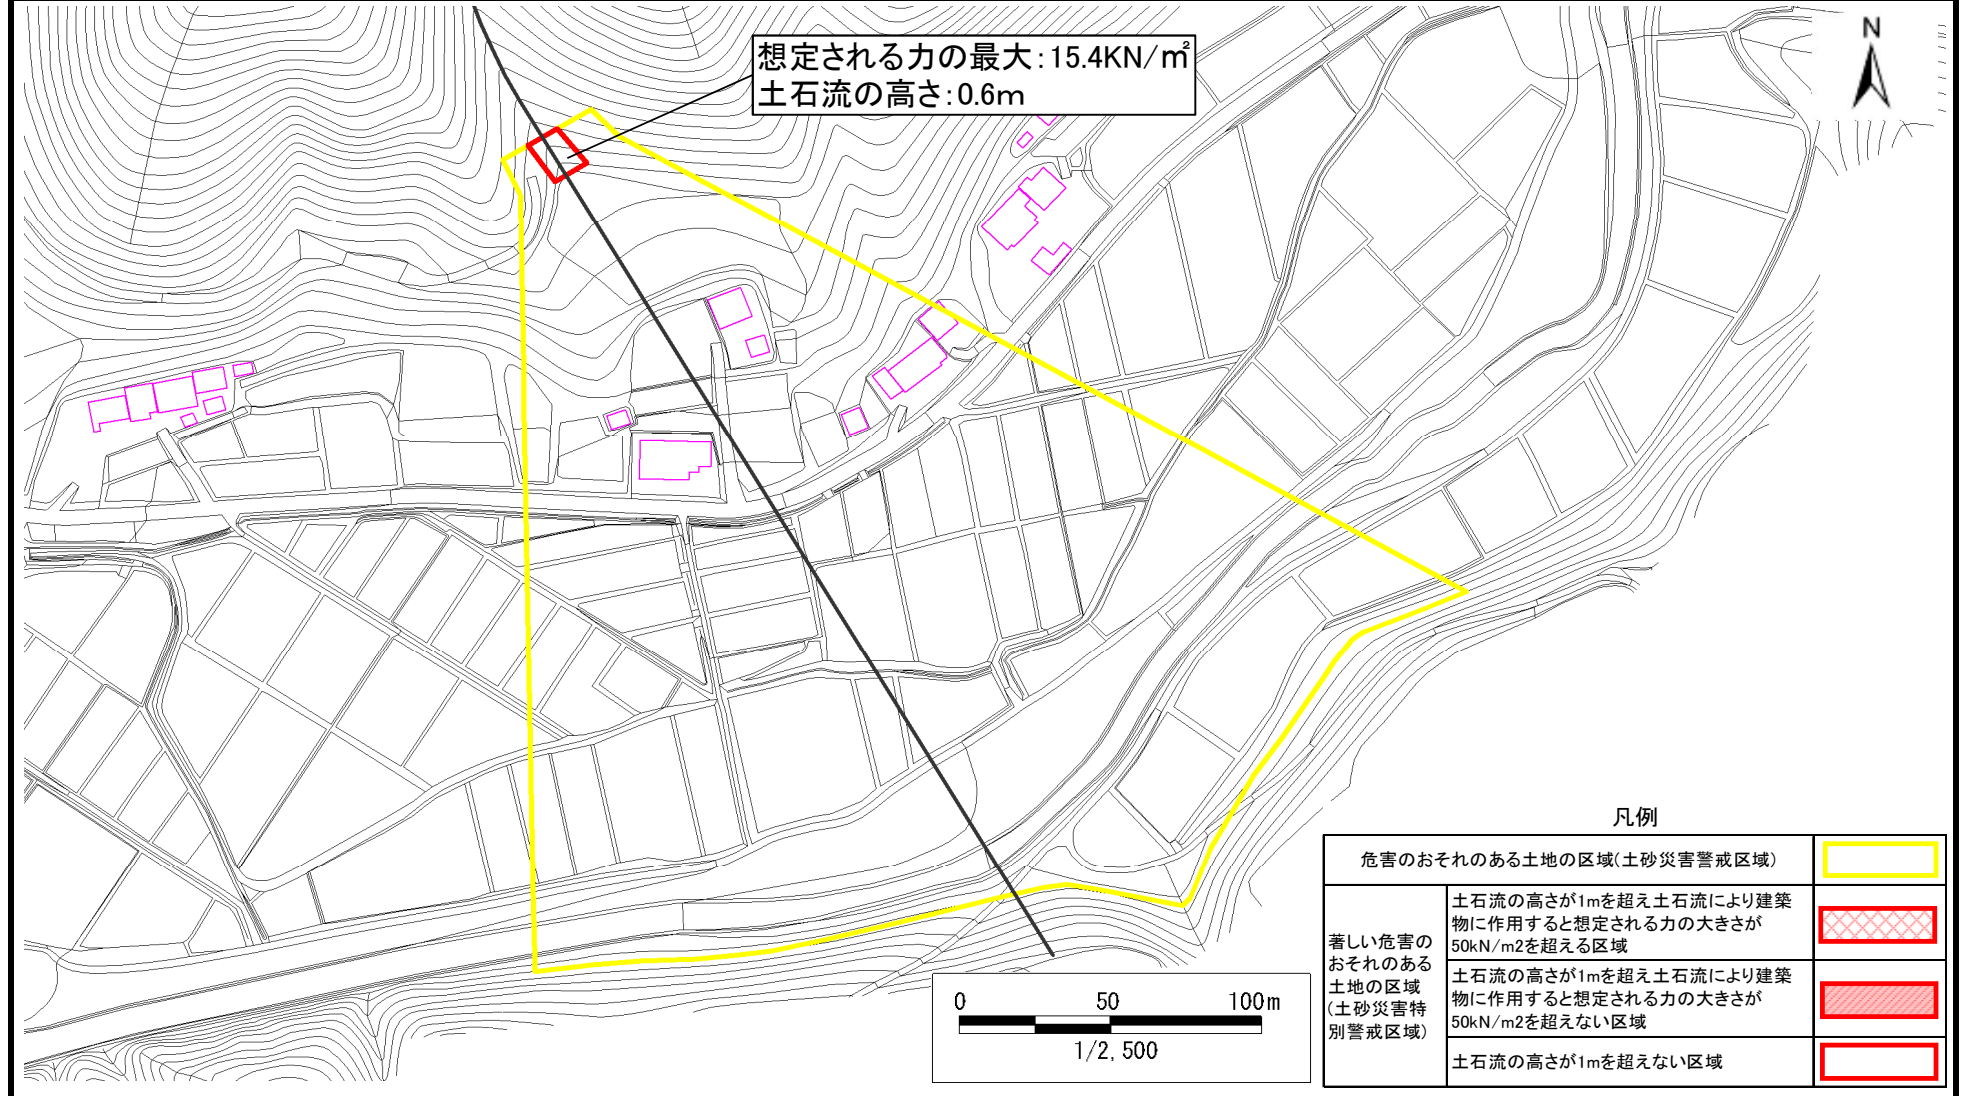 想定される力の最大:15.4KN/㎡
土石流の高さ:0.6m
N
凡例
危害のおそれのある土地の区域(土砂災害警戒区域)
著しい危害の
おそれのある
土地の区域
(土砂災害特
別警戒区域)
土石流の高さが1mを超え土石流により建築
物に作用すると想定される力の大きさが
50kN/m2を超える区域
土石流の高さが1mを超え土石流により建築
物に作用すると想定される力の大きさが
50kN/m2を超えない区域
土石流の高さが1mを超えない区域
0 50 100m
1/2,500